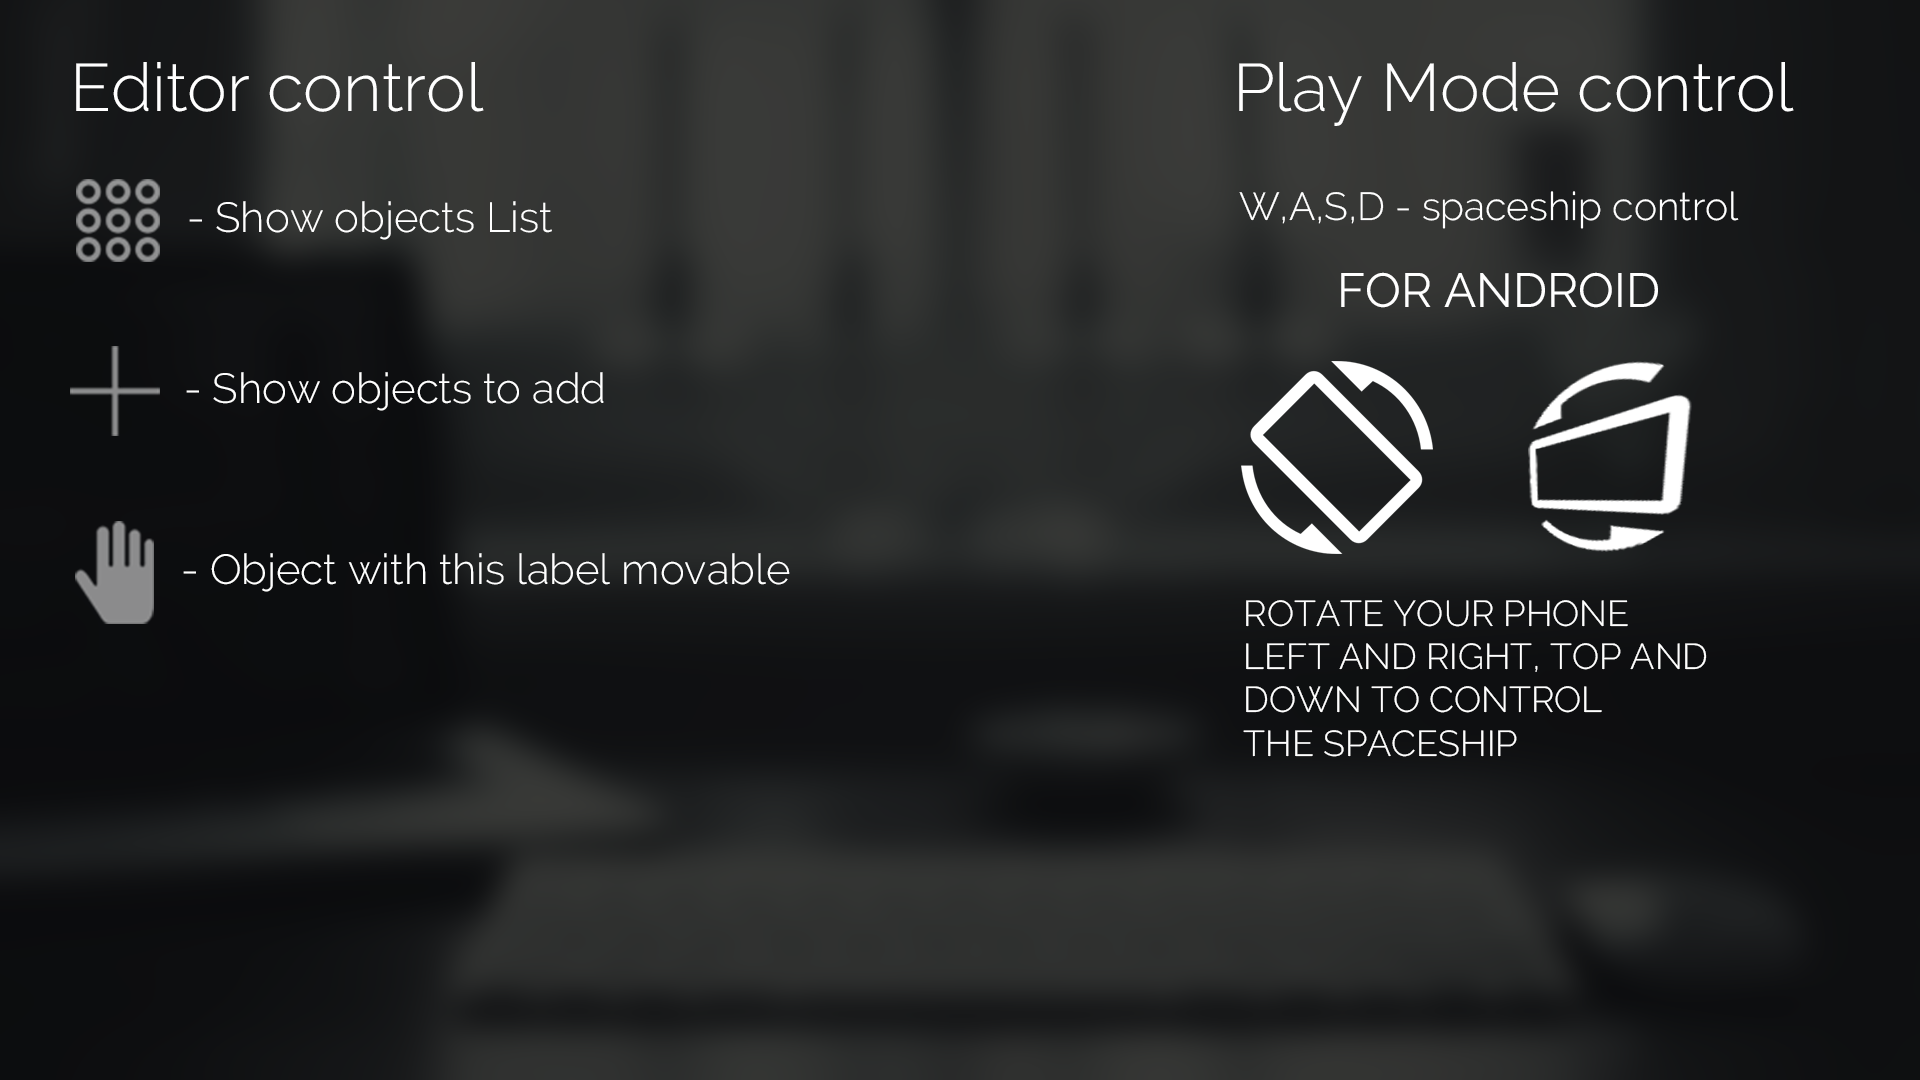 Editor control
- Show objects List
- Show objects to add
- Object with this label movable
Play Mode control
W,A,S,D - spaceship control
FOR ANDROID
ROTATE YOUR PHONE
LEFT AND RIGHT, TOP AND
DOWN TO CONTROL
THE SPACESHIP